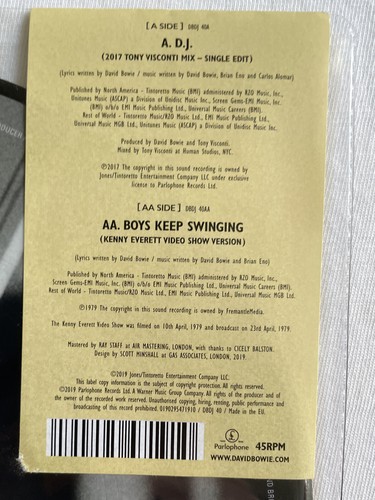 [A SIDE] DBDJ 40A
A. D.J.
(2017 TONY VISCONTI MIX – SINGLE EDIT)
(Lyrics written by David Bowie / music written by David Bowie, Brian Eno and Carlos Alomar)
Published by North America - Tintoretto Music (BMI) administered by RZO Music, Inc.,
Unitones Music (ASCAP) a Division of Donisic Music Inc., Screen Gems-EMI Music, Inc.
(BMI) o/b/o EMI Music Publishing Ltd., Universal Music Careers (BMI).
Rest of World - Tintoretto Music/RZO Music Ltd., EMI Music Publishing Ltd.,
Universal Music MGB Ltd., Unitones Music (ASCAP) a Division of Donisic Music Inc.
Produced by David Bowie and Tony Visconti.
Mixed by Tony Visconti at Human Studios, NYC.
℗2017 The copyright in this sound recording is owned by
Jones/Tintoretto Entertainment Company LLC under exclusive
license to Parlophone Records Ltd.
[AA SIDE] DBDJ 40AA
AA. BOYS KEEP SWINGING
(KENNY EVERETT VIDEO SHOW VERSION)
(Lyrics written by David Bowie / music written by David Bowie and Brian Eno)
Published by North America - Tintoretto Music (BMI) administered by RZO Music, Inc.,
Screen Gems-EMI Music, Inc. (BMI) o/b/o EMI Music Publishing Ltd., Universal Music Careers (BMI).
Rest of World - Tintoretto Music/RZO Music Ltd., EMI Music Publishing Ltd., Universal Music MGB Ltd.
℗1979 The copyright in this sound recording is owned by FremantleMedia.
The Kenny Everett Video Show was filmed on 10th April, 1979 and broadcast on 23rd April, 1979.
Mastered by RAY STAFF at AIR MASTERING, LONDON, with thanks to CICELY BALSTON.
Design by SCOTT MINSHALL at GAS ASSOCIATES, LONDON, 2019.
©2019 Jones/Tintoretto Entertainment Company LLC.
This label copy information is the subject of copyright protection. All rights reserved.
©2019 Parlophone Records Ltd. A Warner Music Group Company. All rights of the producer and of
the owner of the recorded work reserved. Unauthorised copying, hiring, renting, public performance and
broadcasting of this record prohibited. 0190295471910 / DBDJ 40 / Made in the EU.
£
Parlophone 45RPM
WWW.DAVIDBOWIE.COM